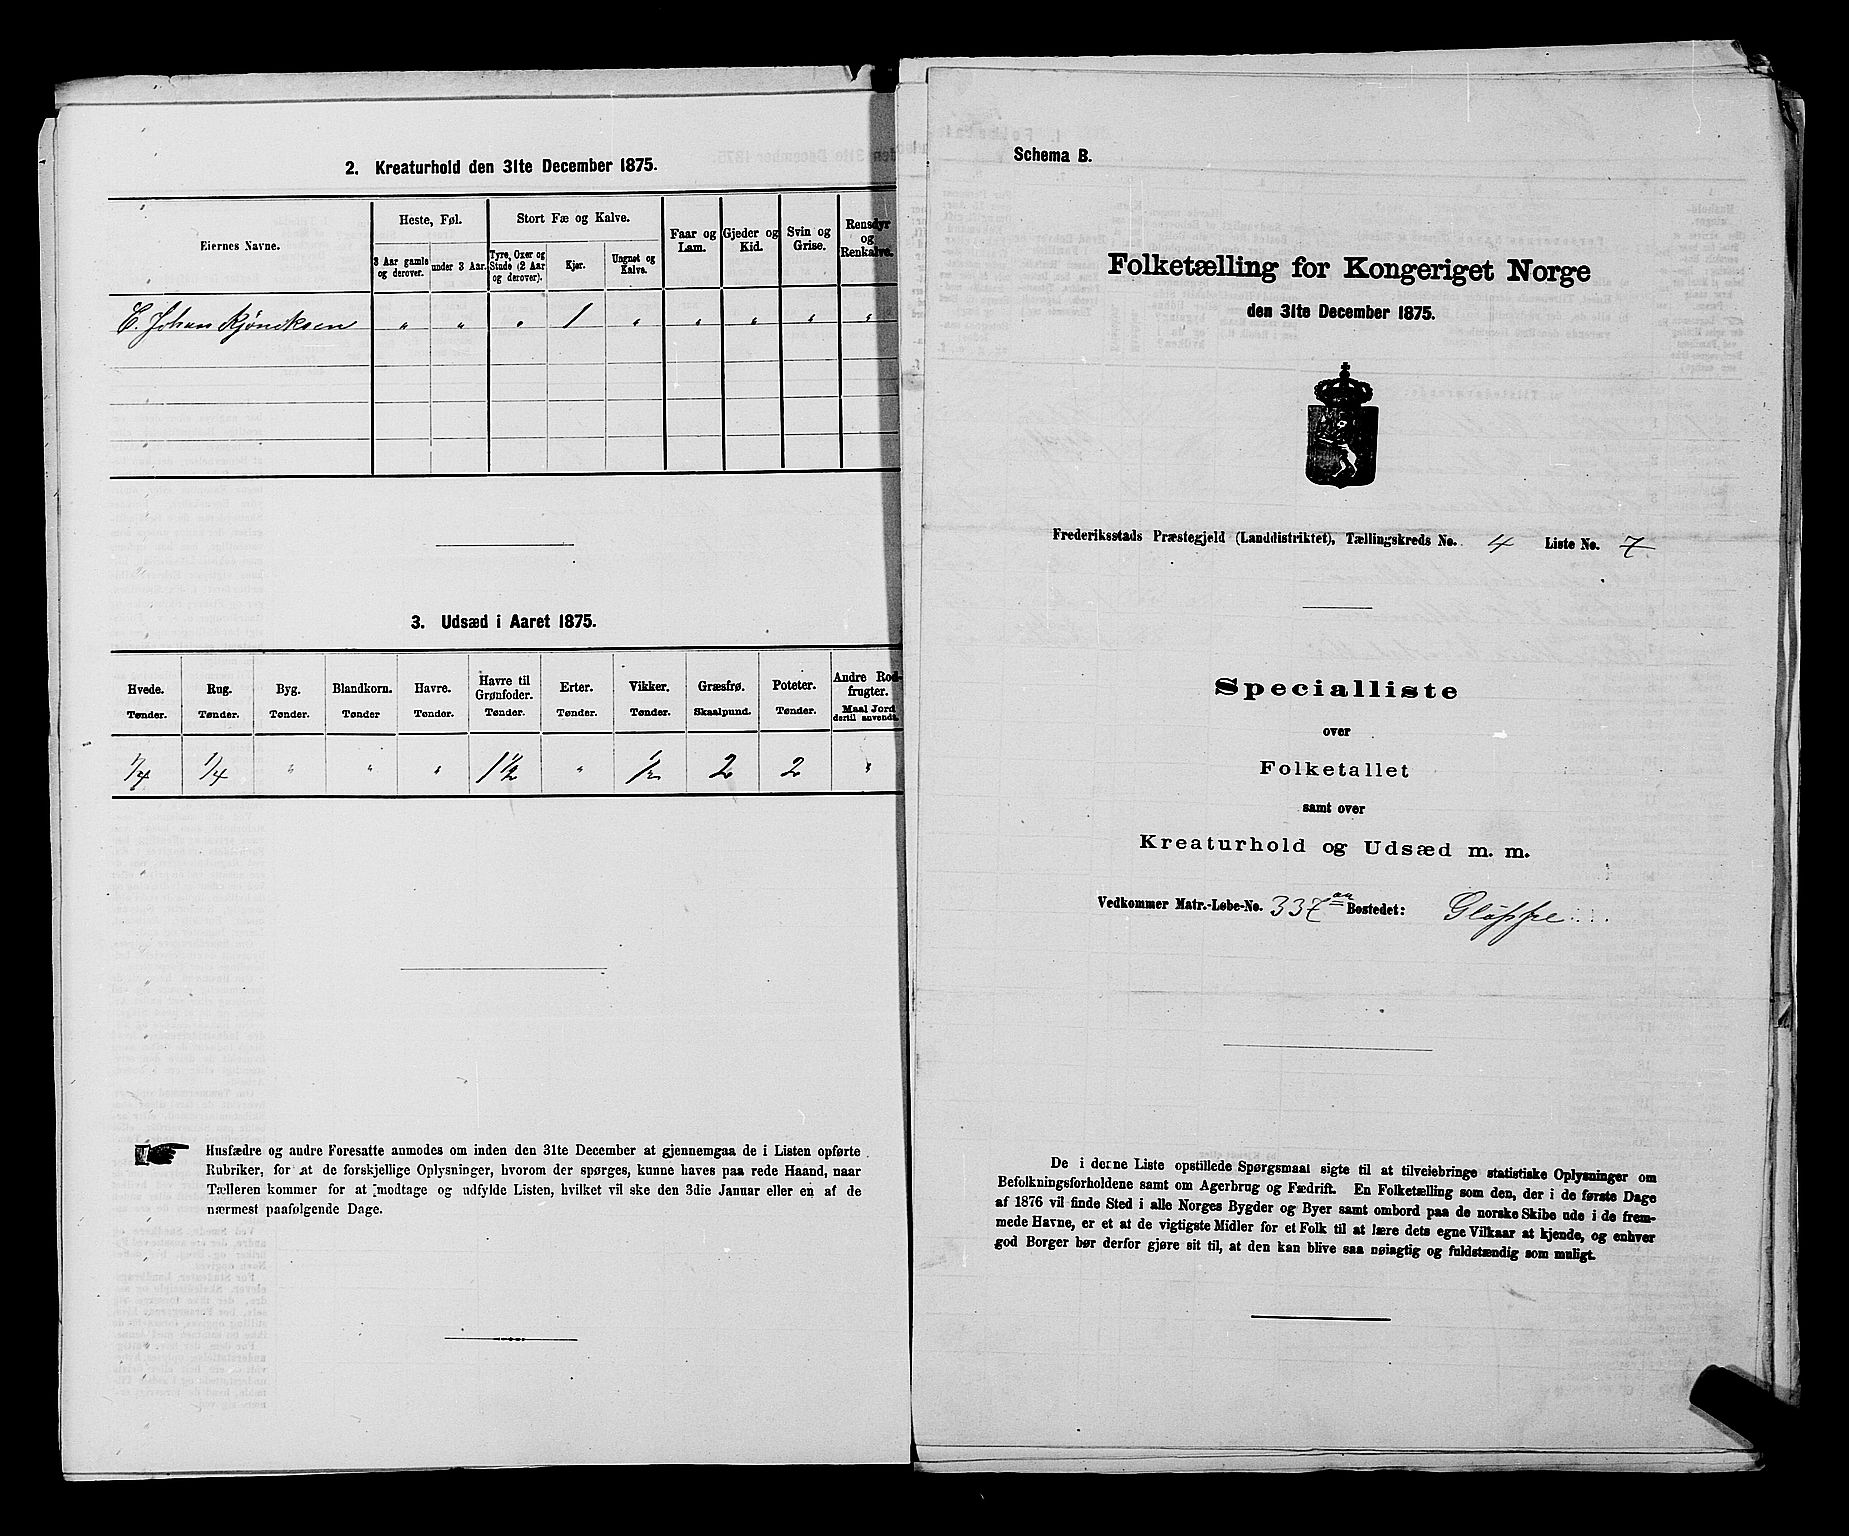 2. Kreaturhold den 31te December 1875.
Eiernes Navne.
Heste, Føl.
3 Aar gamle og derover.
under 3 Aar.
Stort Fæ og Kalve.
Tyre, Oxer og Stude (2 Aar og derover).
Kjør.
Ungnøt og Kalve.
Faar og Lam.
Gjeder og Kid.
Svin og Grise.
Rensdyr og Renkalve.
C. Johan " " " 1 " " " " "
3. Udsæd i Aaret 1875.
Hvede. Rug. Byg. Blandkorn. Havre. Havre til Grønfoder. Erter. Vikker. Græsfrø. Poteter. Andre Rodfrugter.
Tønder. Tønder. Tønder. Tønder Tønder. Tønder. Tønder. Tønder. Skaalpund. Tønder. Maal Jord dertil anvendt.
1/4 1/4 " " " 1 1/2 " 1/2 2 2 "
Husfædre og andre Foresatte anmodes om inden den 31te December at gjennemgaa de i Listen opførte
Rubriker, for at de forskjellige Oplysninger, hvorom der spørges, kunne haves paa rede Haand, naar
Tælleren kommer for at modtage og udfylde Listen, hvilket vil ske den 3die Januar eller en af de
nærmest paafølgende Dage.
Schema B.
Folketælling for Kongeriget Norge
den 31te December 1875.
Frederiksstads Præstegjeld (Landdistriktet), Tællingskreds No. 4 Liste No. 7
Specialliste
over
Folketallet
samt over
Kreaturhold og Udsæd m. m.
Vedkommer Matr.-Løbe-No. 337 an Bostedet: Glöppe
De i denne Liste opstillede Spørgsmaal sigte til at tilveiebringe statistiske Oplysninger om
Befolkningsforholdene samt om Agerbrug og Fædrift. En Folketælling som den, der i de første Dage
af 1876 vil finde Sted i alle Norges Bygder og Byer samt ombord paa de norske Skibe ude i de frem-
mede Havne, er et af de vigtigste Midler for et Folk til at lære dets egne Vilkaar at kjende, og enhver
god Borger bør derfor gjøre sit til, at den kan blive saa nøiagtig og fuldstændig som muligt.